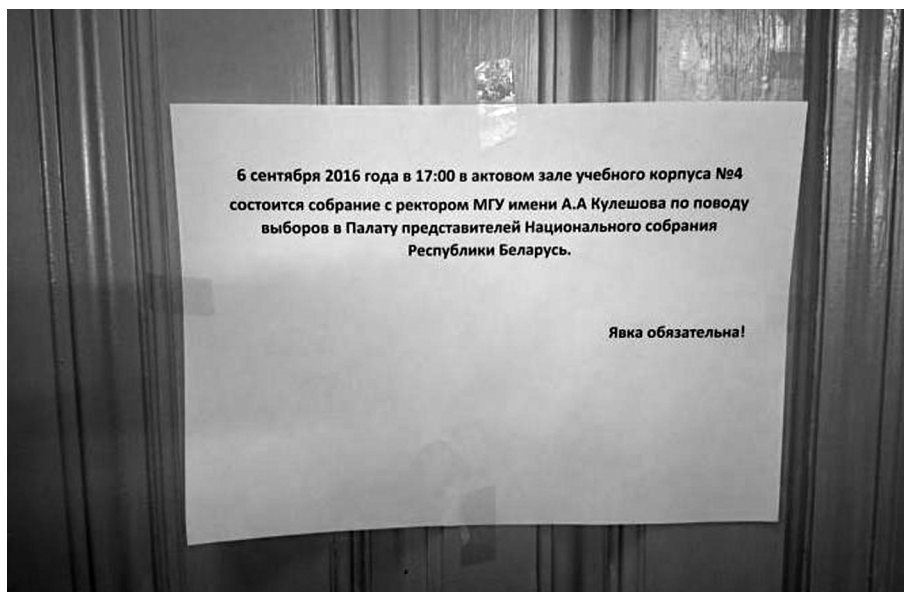 6 сентября 2016 года в 17:00 в актовом зале учебного корпуса №4
состоится собрание с ректором МГУ имени А.А Кулешова по поводу
выборов в Палату представителей Национального собрания
Республики Беларусь.
Явка обязательна!